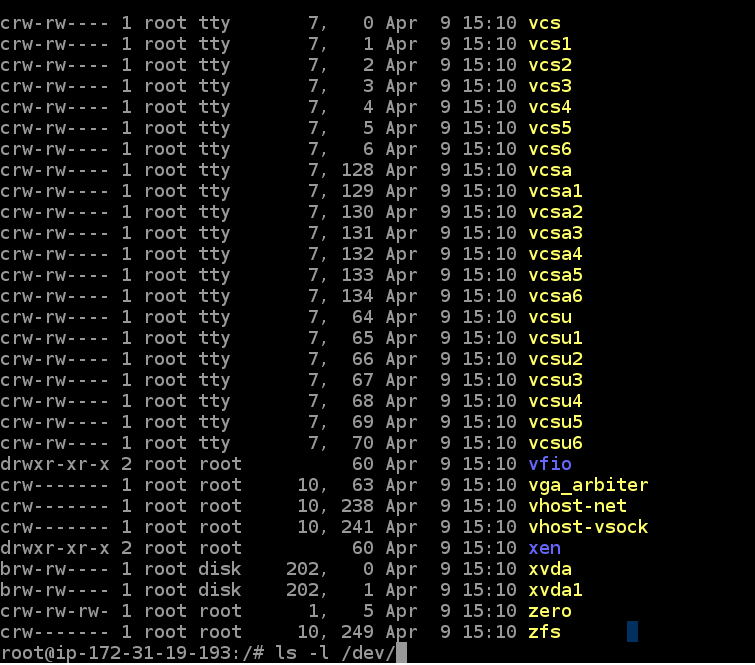 crw-rw---- 1 root tty       7,   0 Apr  9 15:10 vcs
crw-rw---- 1 root tty       7,   1 Apr  9 15:10 vcs1
crw-rw---- 1 root tty       7,   2 Apr  9 15:10 vcs2
crw-rw---- 1 root tty       7,   3 Apr  9 15:10 vcs3
crw-rw---- 1 root tty       7,   4 Apr  9 15:10 vcs4
crw-rw---- 1 root tty       7,   5 Apr  9 15:10 vcs5
crw-rw---- 1 root tty       7,   6 Apr  9 15:10 vcs6
crw-rw---- 1 root tty       7, 128 Apr  9 15:10 vcsa
crw-rw---- 1 root tty       7, 129 Apr  9 15:10 vcsa1
crw-rw---- 1 root tty       7, 130 Apr  9 15:10 vcsa2
crw-rw---- 1 root tty       7, 131 Apr  9 15:10 vcsa3
crw-rw---- 1 root tty       7, 132 Apr  9 15:10 vcsa4
crw-rw---- 1 root tty       7, 133 Apr  9 15:10 vcsa5
crw-rw---- 1 root tty       7, 134 Apr  9 15:10 vcsa6
crw-rw---- 1 root tty       7,  64 Apr  9 15:10 vcsu
crw-rw---- 1 root tty       7,  65 Apr  9 15:10 vcsu1
crw-rw---- 1 root tty       7,  66 Apr  9 15:10 vcsu2
crw-rw---- 1 root tty       7,  67 Apr  9 15:10 vcsu3
crw-rw---- 1 root tty       7,  68 Apr  9 15:10 vcsu4
crw-rw---- 1 root tty       7,  69 Apr  9 15:10 vcsu5
crw-rw---- 1 root tty       7,  70 Apr  9 15:10 vcsu6
drwxr-xr-x 2 root root          60 Apr  9 15:10 vfio
crw------- 1 root root     10,  63 Apr  9 15:10 vga_arbiter
crw------- 1 root root     10, 238 Apr  9 15:10 vhost-net
crw------- 1 root root     10, 241 Apr  9 15:10 vhost-vsock
drwxr-xr-x 2 root root          60 Apr  9 15:10 xen
brw-rw---- 1 root disk    202,   0 Apr  9 15:10 xvda
brw-rw---- 1 root disk    202,   1 Apr  9 15:10 xvda1
crw-rw-rw- 1 root root      1,   5 Apr  9 15:10 zero
crw------- 1 root root     10, 249 Apr  9 15:10 zfs
root@ip-172-31-19-193:/# ls -l /dev/